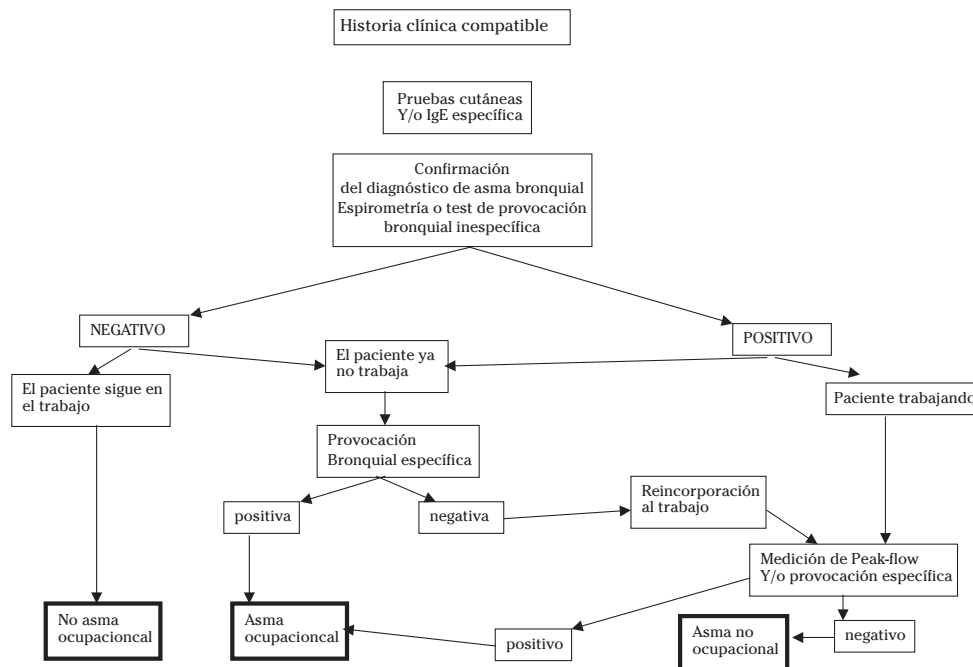 Historia clínica compatible
Pruebas cutáneas
Y/o IgE específica
Confirmación
del diagnóstico de asma bronquial
Espirometría o test de provocación
bronquial inespecífica
NEGATIVO
POSITIVO
El paciente ya
no trabaja
El paciente sigue en
el trabajo
Paciente trabajando
Provocación
Bronquial específica
Reincorporación
al trabajo
positiva
negativa
Medición de Peak-flow
Y/o provocación específica
No asma
ocupacioncal
Asma
ocupacioncal
positivo
Asma no
ocupacional
negativo